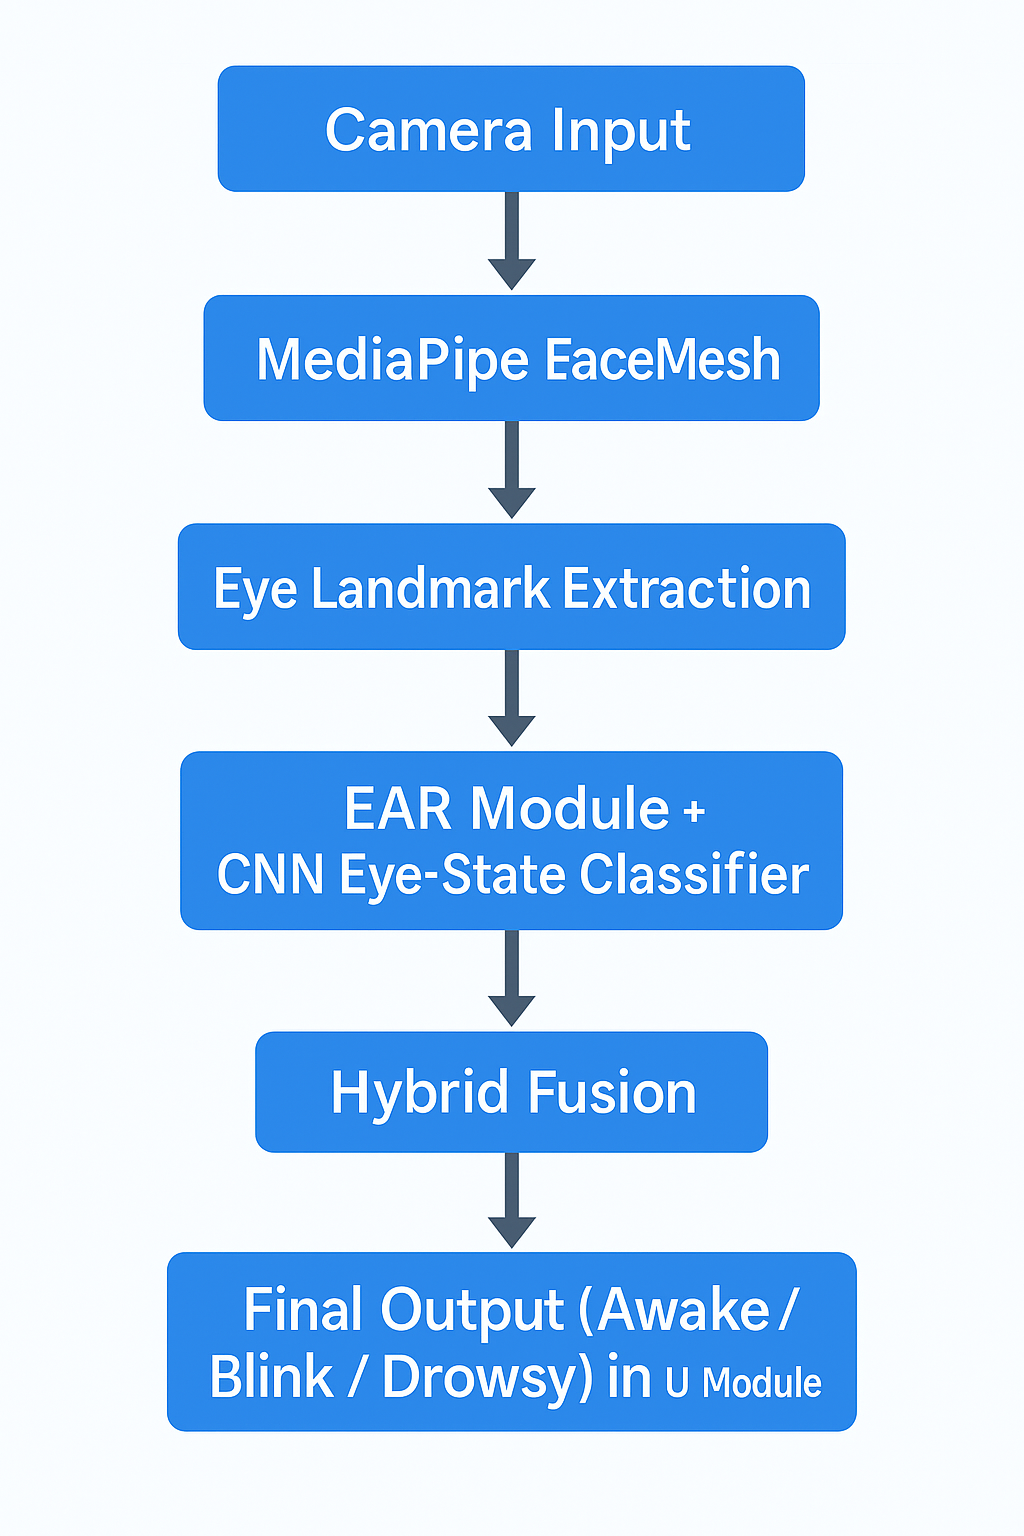 Camera Input
MediaPipe EaceMesh
Eye Landmark Extraction
EAR Module +
CNN Eye-State Classifier
Hybrid Fusion
Final Output (Awake /
Blink / Drowsy) in U Module